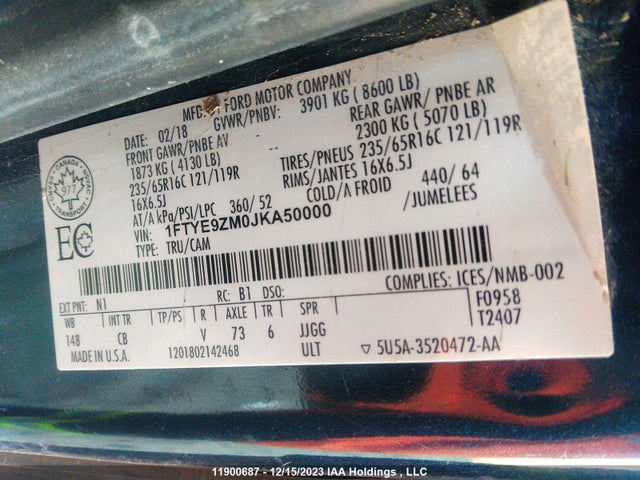 MFD. BY FORD MOTOR COMPANY
DATE: 02/18 GVWR/PNBV: 3901 KG ( 8600 LB)
FRONT GAWR/PNBE AV REAR GAWR/ PNBE AR
1873 KG ( 4130 LB) 2300 KG ( 5070 LB)
235/65R16C 121/119R TIRES/PNEUS 235/65R16C 121/119R
16X6.5J RIMS/JANTES 16X6.5J
AT/A kPa/PSI/LPC 360/ 52 COLD/A FROID 440/ 64
VIN: 1FTYE9ZM0JKA50000 /JUMELEES
TYPE: TRU/CAM
CANADA
977
TRANSPORT
EC
COMPLIES: ICES/NMB-002
EXT PNT: N1 RC: B1 DSO: F0958
WB INT TR TP/PS R AXLE TR SPR T2407
148 CB V 73 6 JJGG
MADE IN U.S.A. 1201802142468 ULT ▽ 5U5A-3520472-AA
11900687 - 12/15/2023 IAA Holdings , LLC